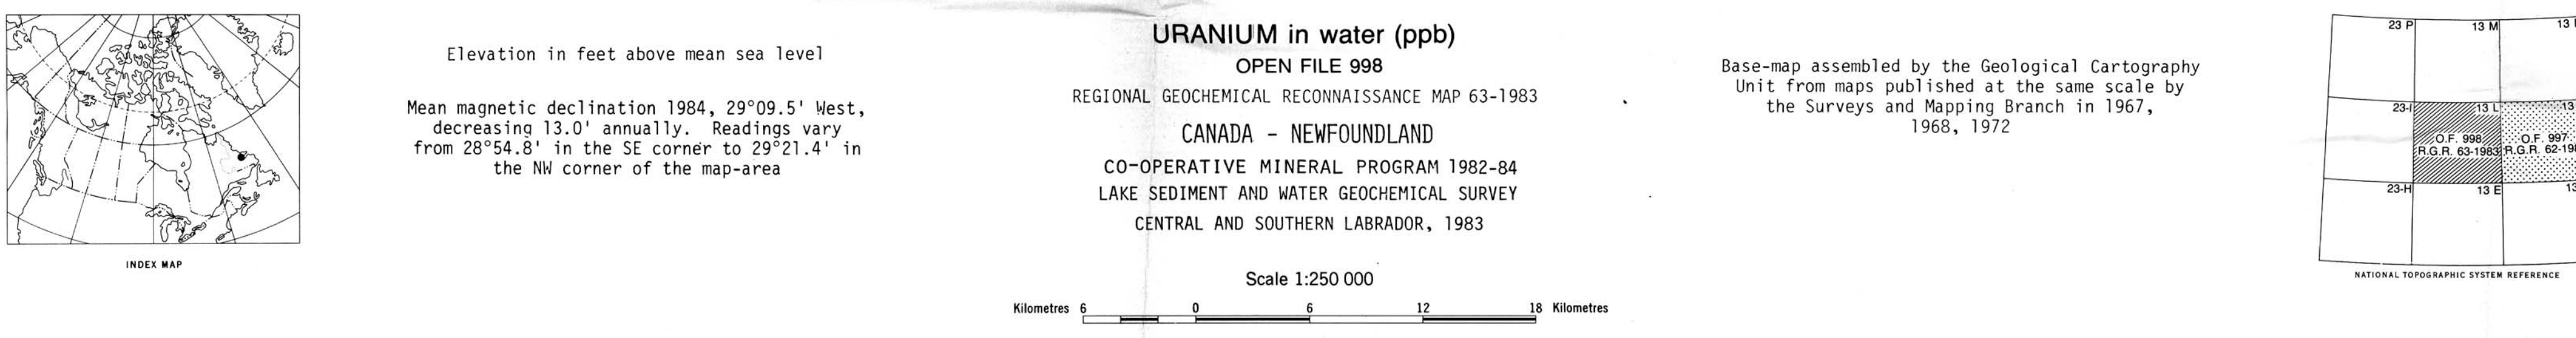 INDEX MAP
Elevation in feet above mean sea level
Mean magnetic declination 1984, 29°09.5' West,
decreasing 13.0' annually. Readings vary
from 28°54.8' in the SE corner to 29°21.4' in
the NW corner of the map-area
URANIUM in water (ppb)
OPEN FILE 998
REGIONAL GEOCHEMICAL RECONNAISSANCE MAP 63-1983
CANADA - NEWFOUNDLAND
CO-OPERATIVE MINERAL PROGRAM 1982-84
LAKE SEDIMENT AND WATER GEOCHEMICAL SURVEY
CENTRAL AND SOUTHERN LABRADOR, 1983
Scale 1:250 000
Kilometres 6 0 6 12 18 Kilometres
Base-map assembled by the Geological Cartography
Unit from maps published at the same scale by
the Surveys and Mapping Branch in 1967,
1968, 1972
23 P 13 M 13
23-I 13 L 13
O.F. 998 O.F. 997
R.G.R. 63-1983 R.G.R. 62-198
23-H 13 E 13
NATIONAL TOPOGRAPHIC SYSTEM REFERENCE